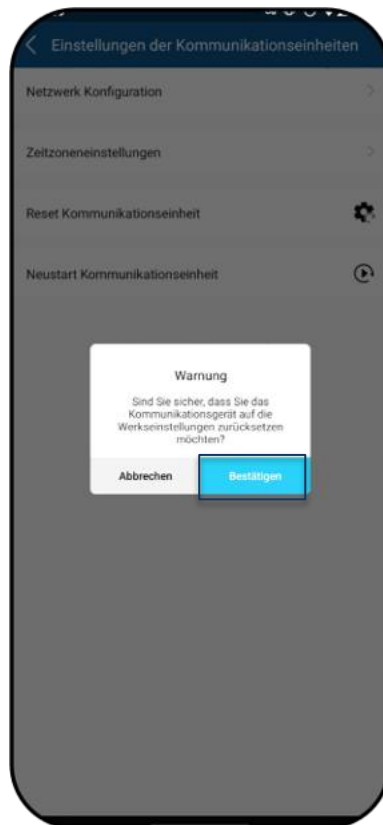 Einstellungen der Kommunikationseinheiten
Netzwerk Konfiguration
Zeitzoneneinstellungen
Reset Kommunikationseinheit
Neustart Kommunikationseinheit
Warnung
Sind Sie sicher, dass Sie das
Kommunikationsgerät auf die
Werkseinstellungen zurücksetzen
möchten?
Abbrechen Bestätigen